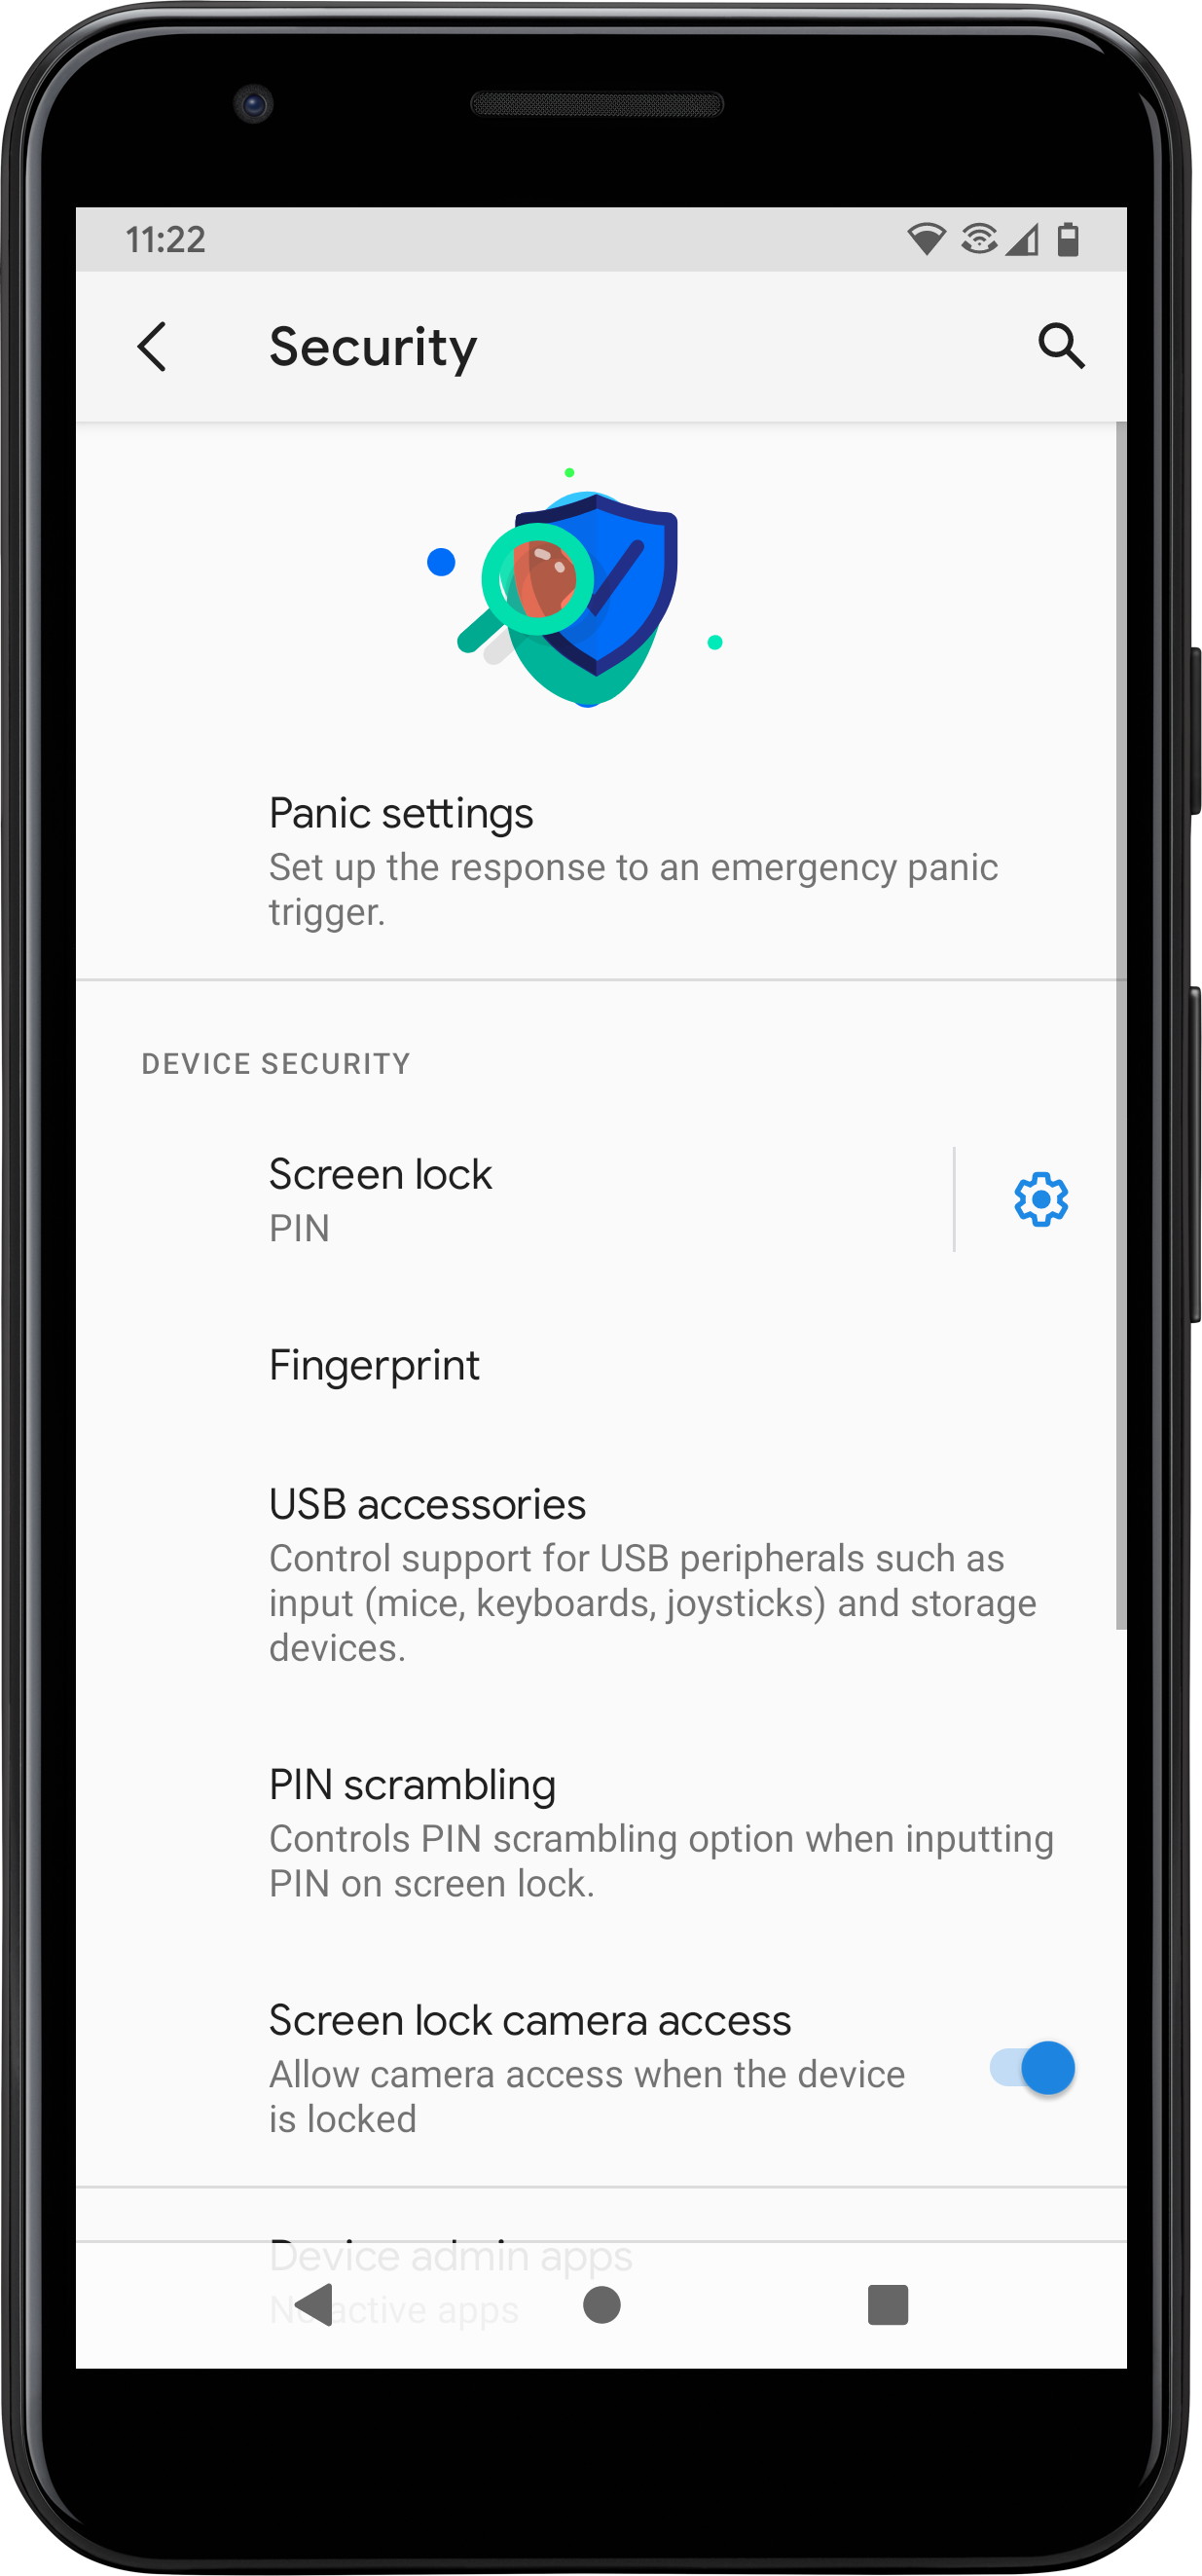 11:22
Security
Panic settings
Set up the response to an emergency panic
trigger.
DEVICE SECURITY
Screen lock
PIN
Fingerprint
USB accessories
Control support for USB peripherals such as
input (mice, keyboards, joysticks) and storage
devices.
PIN scrambling
Controls PIN scrambling option when inputting
PIN on screen lock.
Screen lock camera access
Allow camera access when the device
is locked
Device admin apps
No active apps